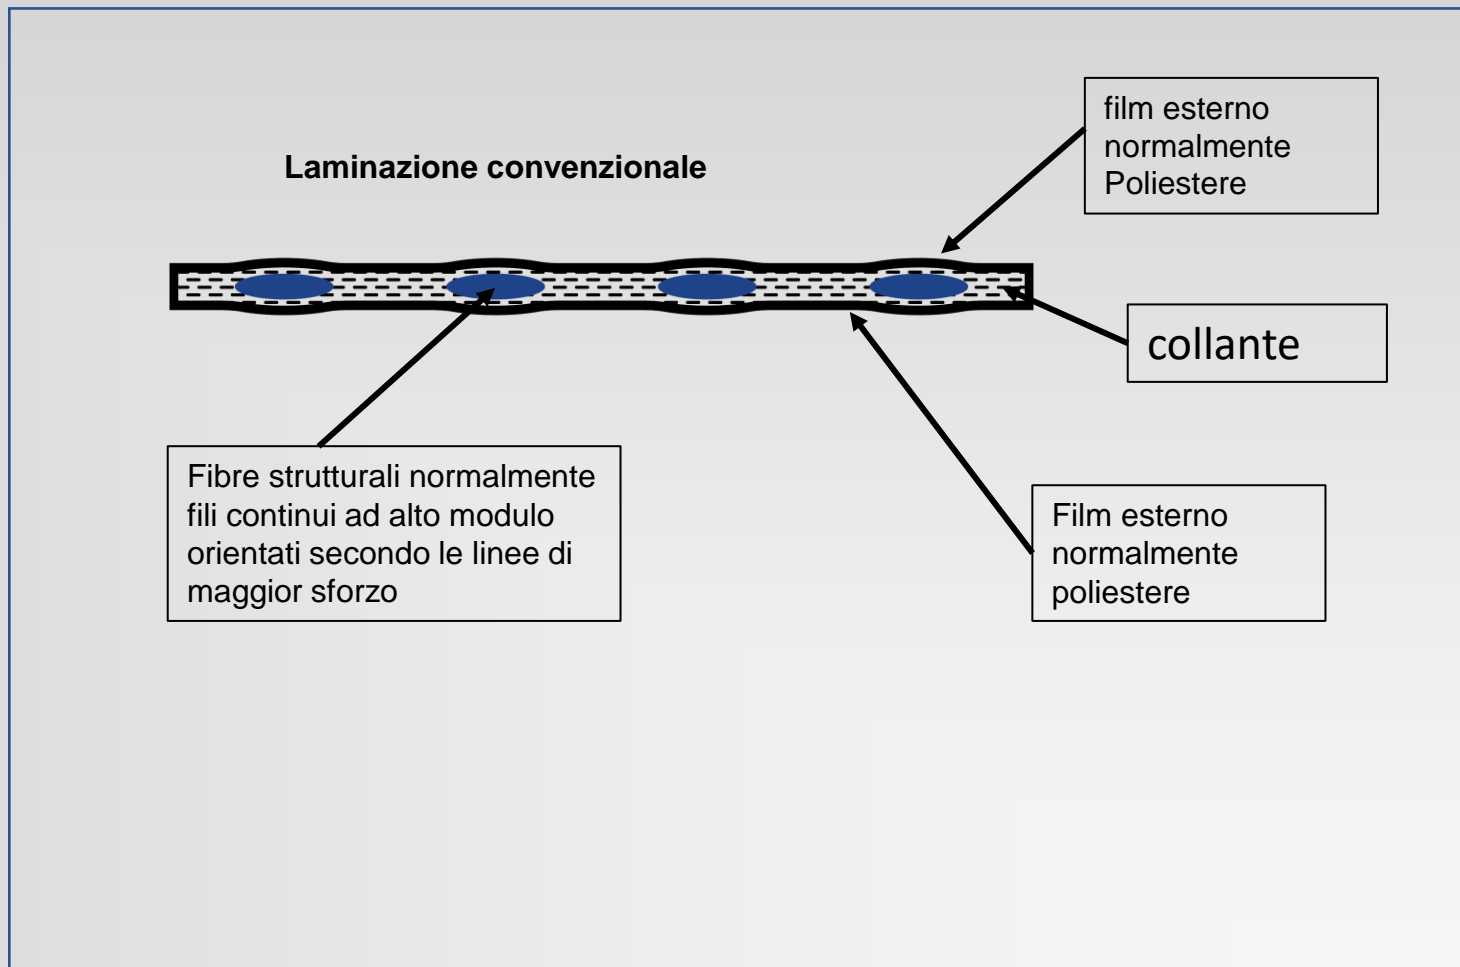 Laminazione convenzionale
film esterno
normalmente
Poliestere
collante
Fibre strutturali normalmente
fili continui ad alto modulo
orientati secondo le linee di
maggior sforzo
Film esterno
normalmente
poliestere